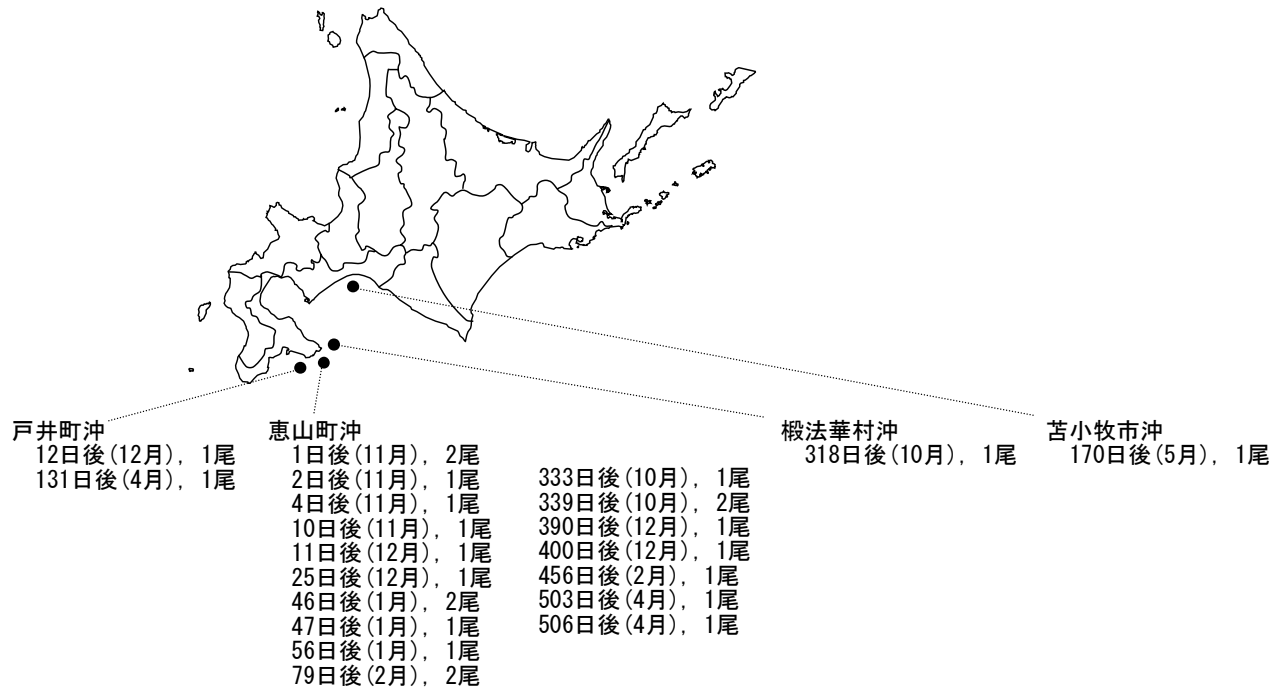 戸井町沖
12日後(12月), 1尾
131日後(4月), 1尾
恵山町沖
1日後(11月), 2尾
2日後(11月), 1尾
4日後(11月), 1尾
10日後(11月), 1尾
11日後(12月), 1尾
25日後(12月), 1尾
46日後(1月), 2尾
47日後(1月), 1尾
56日後(1月), 1尾
79日後(2月), 2尾
333日後(10月), 1尾
339日後(10月), 2尾
390日後(12月), 1尾
400日後(12月), 1尾
456日後(2月), 1尾
503日後(4月), 1尾
506日後(4月), 1尾
椴法華村沖
318日後(10月), 1尾
苫小牧市沖
170日後(5月), 1尾